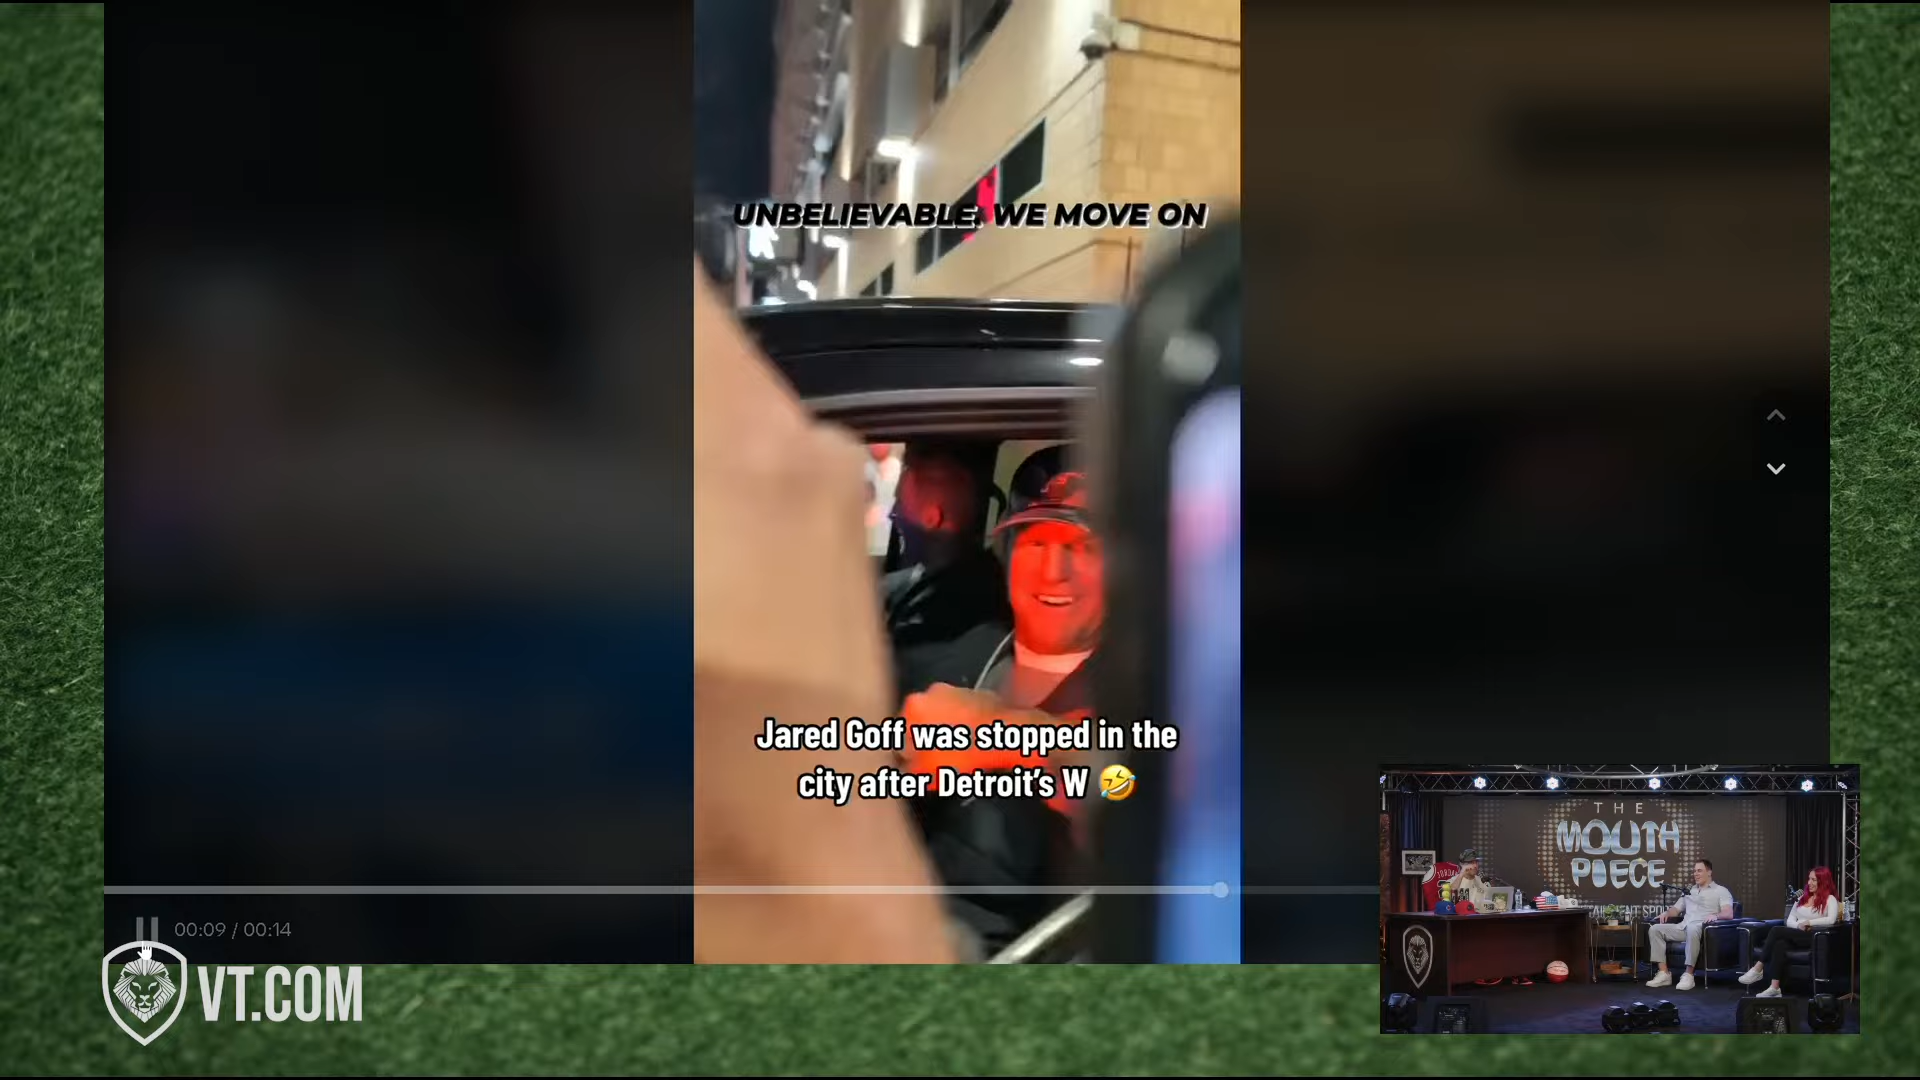 UNBELIEVABLE. WE MOVE ON
Jared Goff was stopped in the
city after Detroit's W 🤣
00:09 / 00:14
VT.COM
THE
MOUTH
PIECE